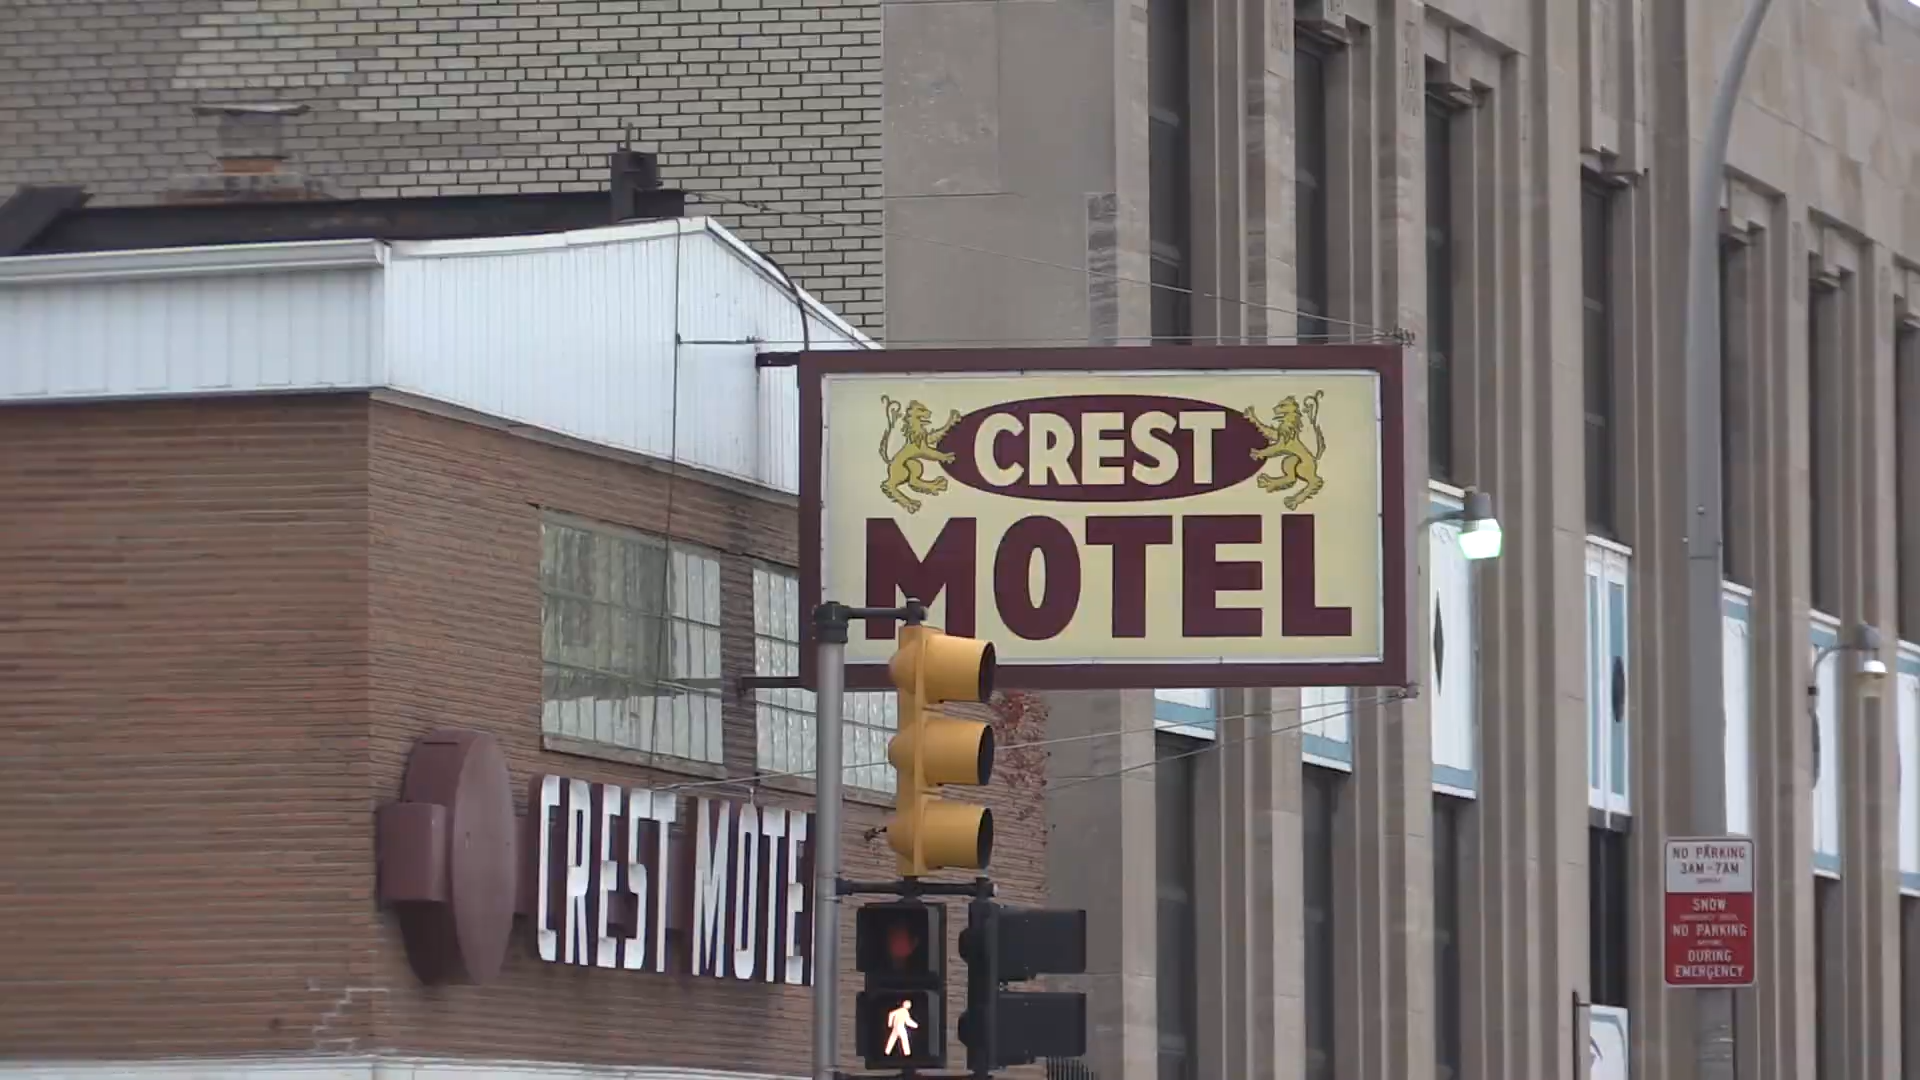 CREST
MOTEL
CREST MOTE
NO PARKING
3AM-7AM
SNOW
NO PARKING
DURING
EMERGENCY